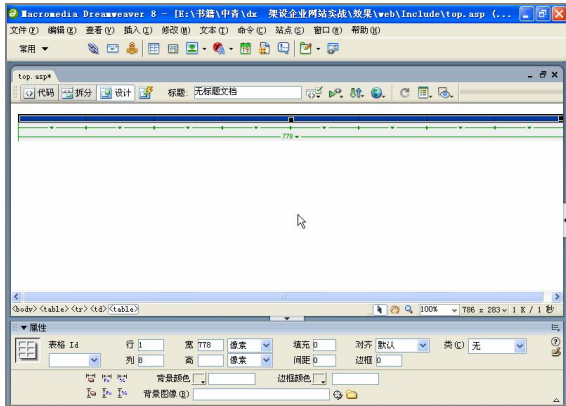 Macromedia Dreamweaver 8 - [E:\书籍\中青\dx 架设企业网站实战\效果\web\Include\top.asp (...
文件(F) 编辑(E) 查看(V) 插入(I) 修改(M) 文本(T) 命令(C) 站点(S) 窗口(W) 帮助(H)
常用
top.asp*
代码 拆分 设计 标题: 无标题文档
778
<body> <table> <tr> <td> <table> 100% 786 x 283 1 K / 1 秒
属性
表格 Id 行 1 宽 778 像素 填充 0 对齐 默认 类(C) 无
列 8 高 像素 间距 0 边框 0
背景颜色 边框颜色
背景图像(B)